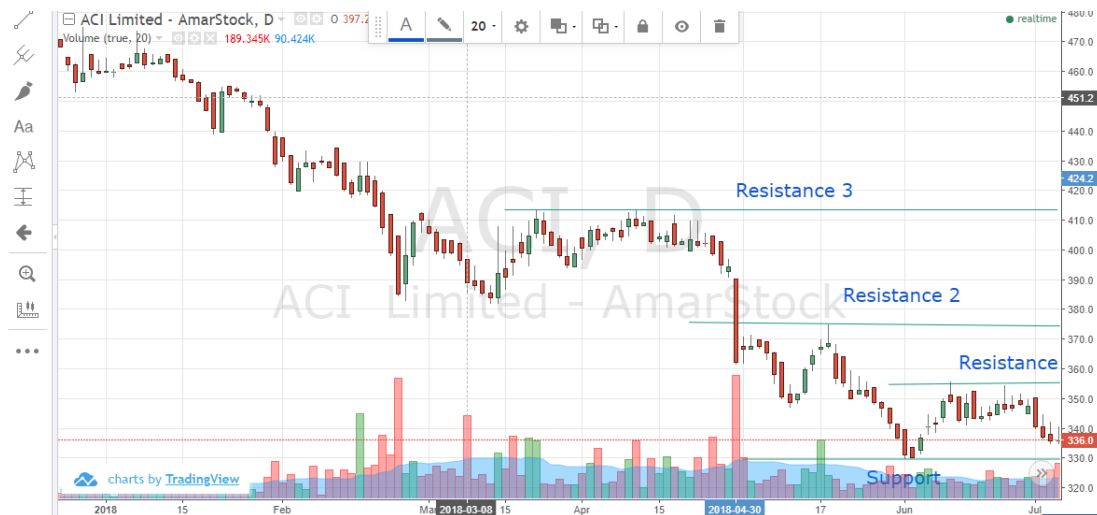 ACI Limited - AmarStock, D O 397.2
Volume (true, 20) 189.345K 90.424K
A 20
realtime
Aa
480.0
470.0
460.0
451.2
440.0
430.0
424.2
420.0
410.0
400.0
390.0
380.0
370.0
360.0
350.0
340.0
336.0
330.0
320.0
ACI, D
ACI Limited - AmarStock
Resistance 3
Resistance 2
Resistance
Support
charts by TradingView
2018 15 Feb 2018-03-08 15 Apr 15 2018-04-30 17 Jun Jul